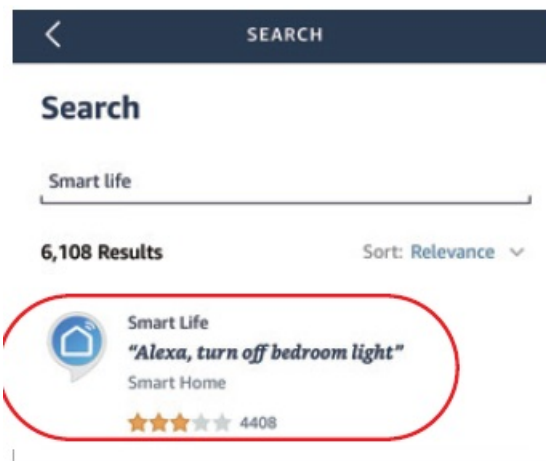 SEARCH
Search
Smart life
6,108 Results
Sort: Relevance
Smart Life
“Alexa, turn off bedroom light”
Smart Home
4408